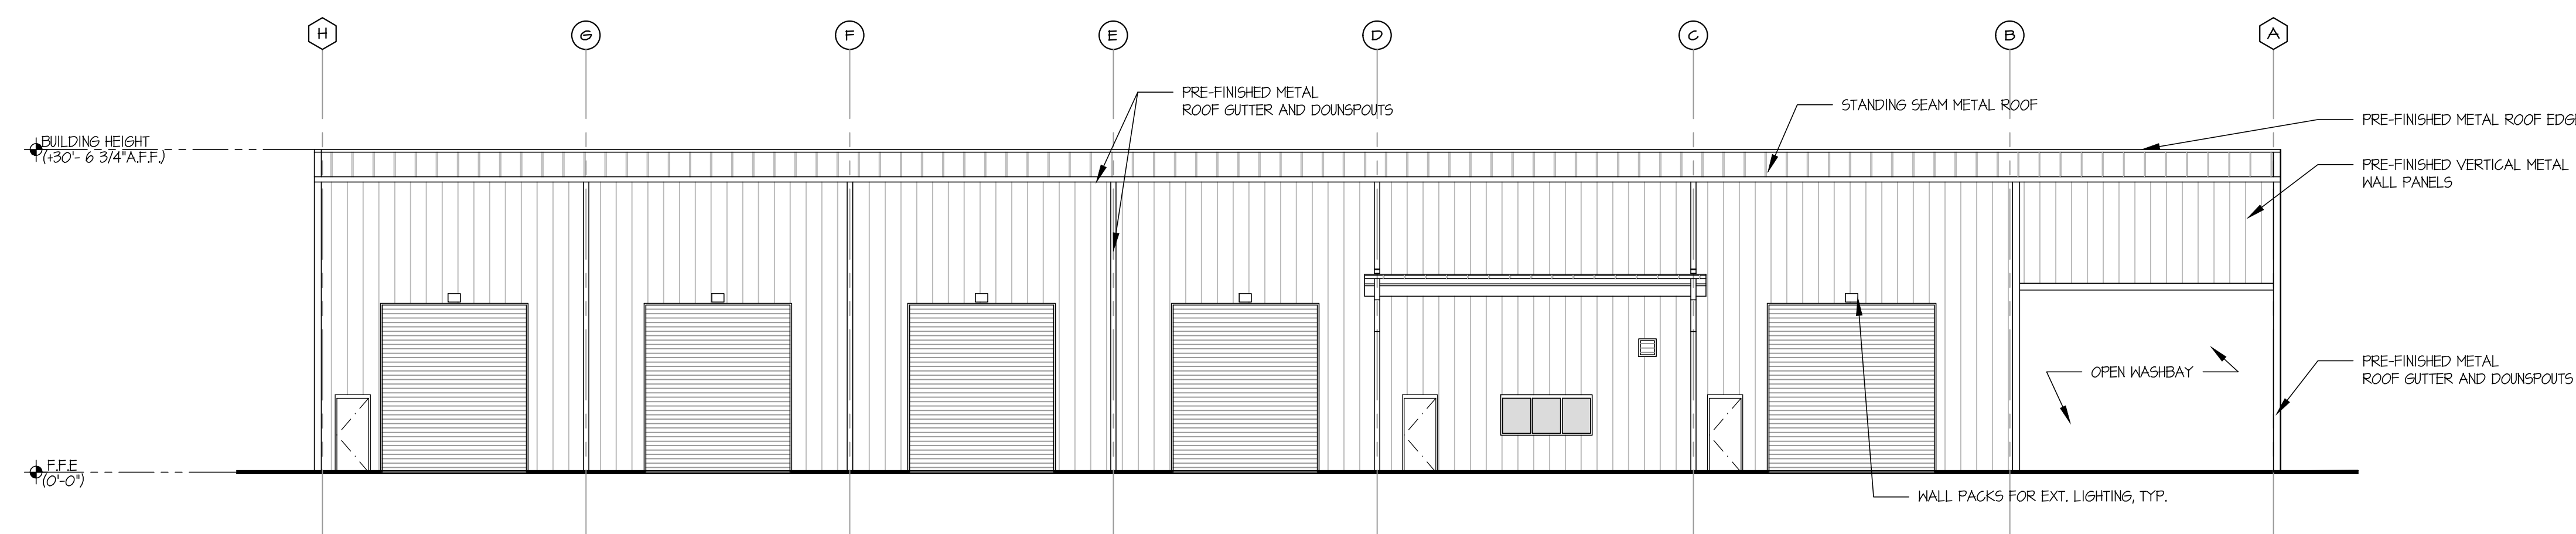 H
G
F
E
D
C
B
A
PRE-FINISHED METAL
ROOF GUTTER AND DOUNSPOUTS
STANDING SEAM METAL ROOF
PRE-FINISHED METAL ROOF EDGE
BUILDING HEIGHT
(+30'- 6 3/4"A.F.F.)
PRE-FINISHED VERTICAL METAL
WALL PANELS
PRE-FINISHED METAL
ROOF GUTTER AND DOUNSPOUTS
OPEN WASHBAY
F.F.E
(0'-0")
WALL PACKS FOR EXT. LIGHTING, TYP.